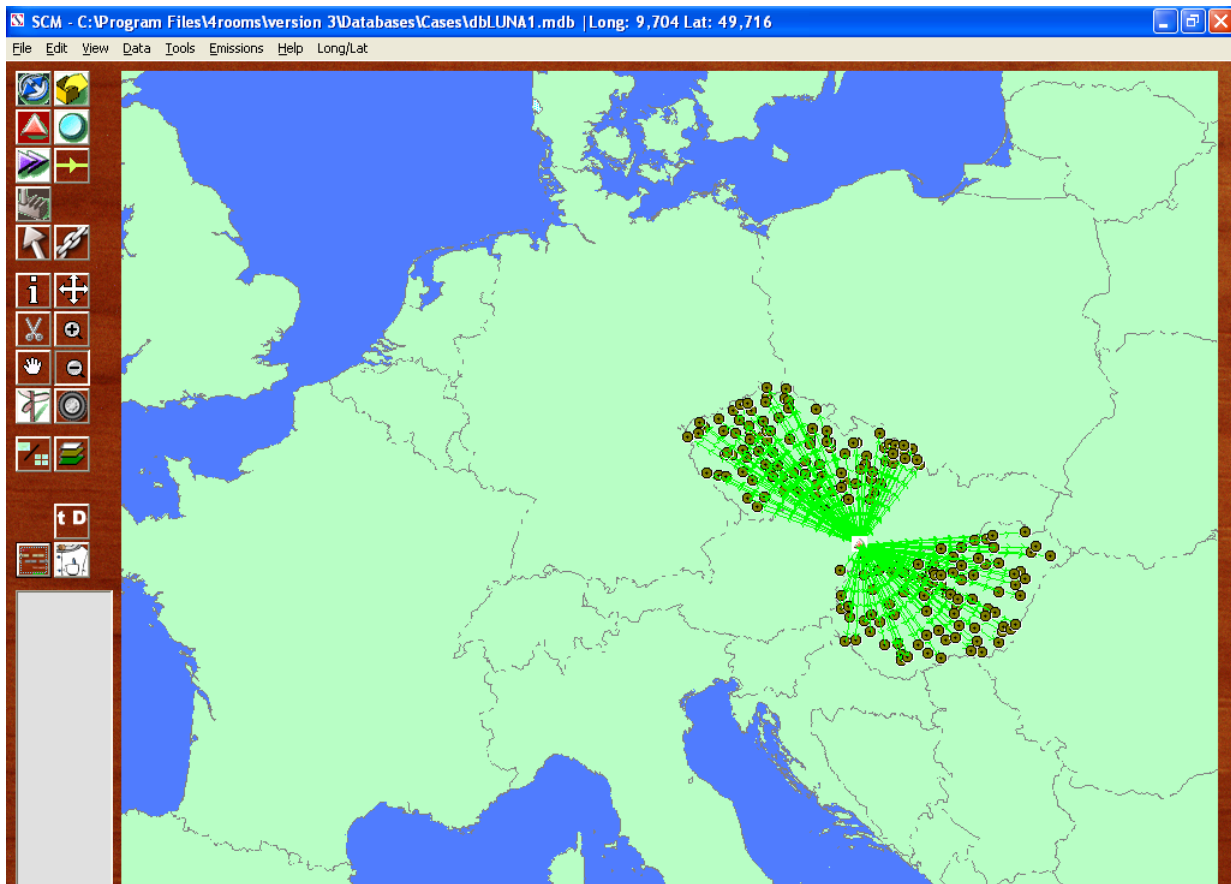 SCM - C:\Program Files\4rooms\version 3\Databases\Cases\dbLUNA1.mdb |Long: 9,704 Lat: 49,716
File Edit View Data Tools Emissions Help Long/Lat
i
t D